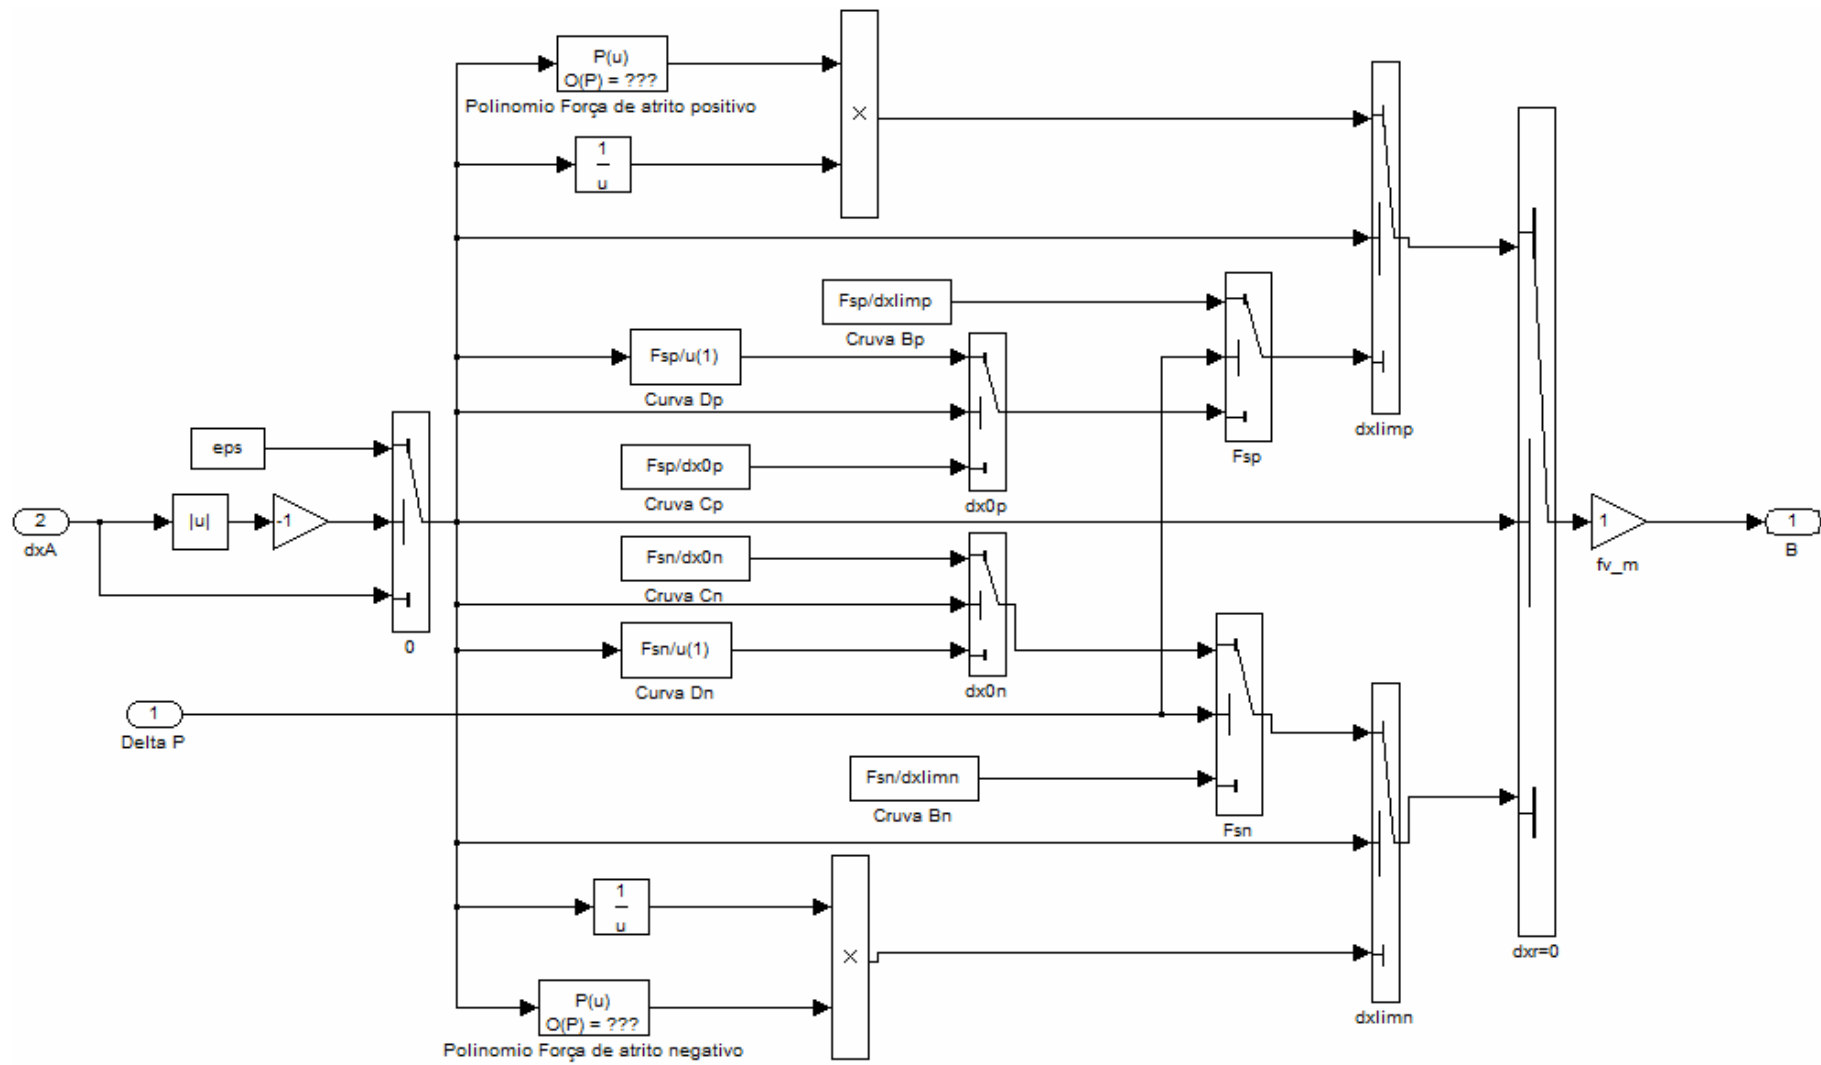 P(u)
O(P) = ???
Polinomio Força de atrito positivo
×
1
u
Fsp/dxlimp
Cruva Bp
Fsp/u(1)
Curva Dp
dxlimp
eps
Fsp/dx0p
Cruva Cp
dx0p
Fsp
2
dxA
|u|
-1
0
1
fv_m
1
B
Fsn/dx0n
Cruva Cn
Fsn/u(1)
Curva Dn
dx0n
1
Delta P
Fsn/dxlimn
Cruva Bn
Fsn
1
u
×
dxr=0
P(u)
O(P) = ???
Polinomio Força de atrito negativo
dxlimn